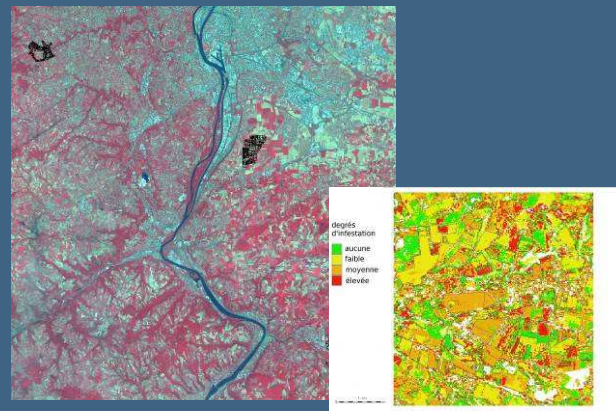 degrés
d'infestation
aucune
faible
moyenne
élevée